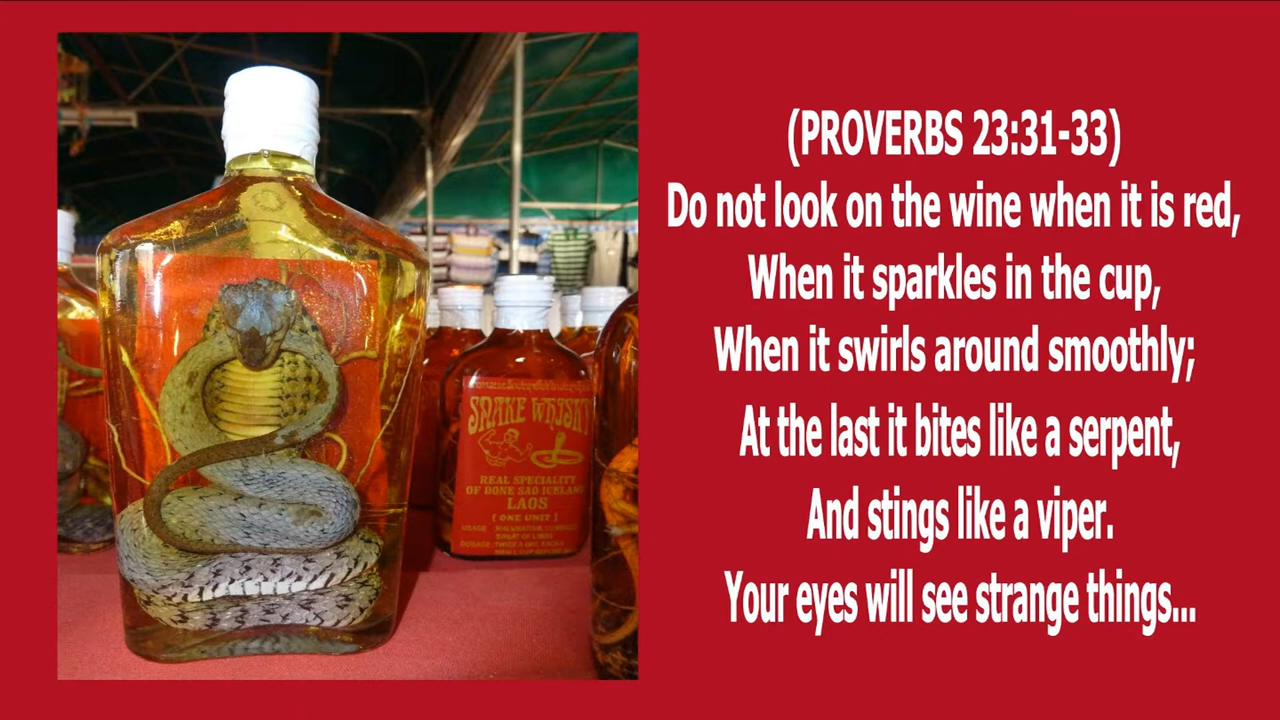 (PROVERBS 23:31-33)
Do not look on the wine when it is red,
When it sparkles in the cup,
When it swirls around smoothly;
At the last it bites like a serpent,
And stings like a viper.
Your eyes will see strange things...
SNAKE WHISKY
REAL SPECIALITY
OF DONE SAO ICELAND
LAOS
[ ONE UNIT ]
USAGE
DOSAGE